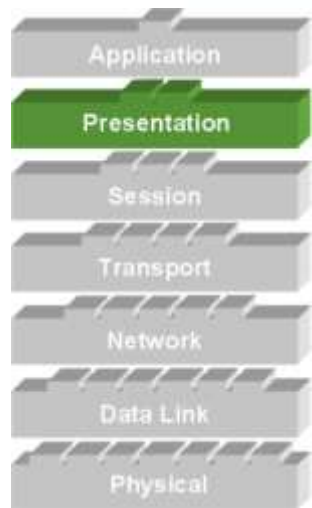 Application
Presentation
Session
Transport
Network
Data Link
Physical